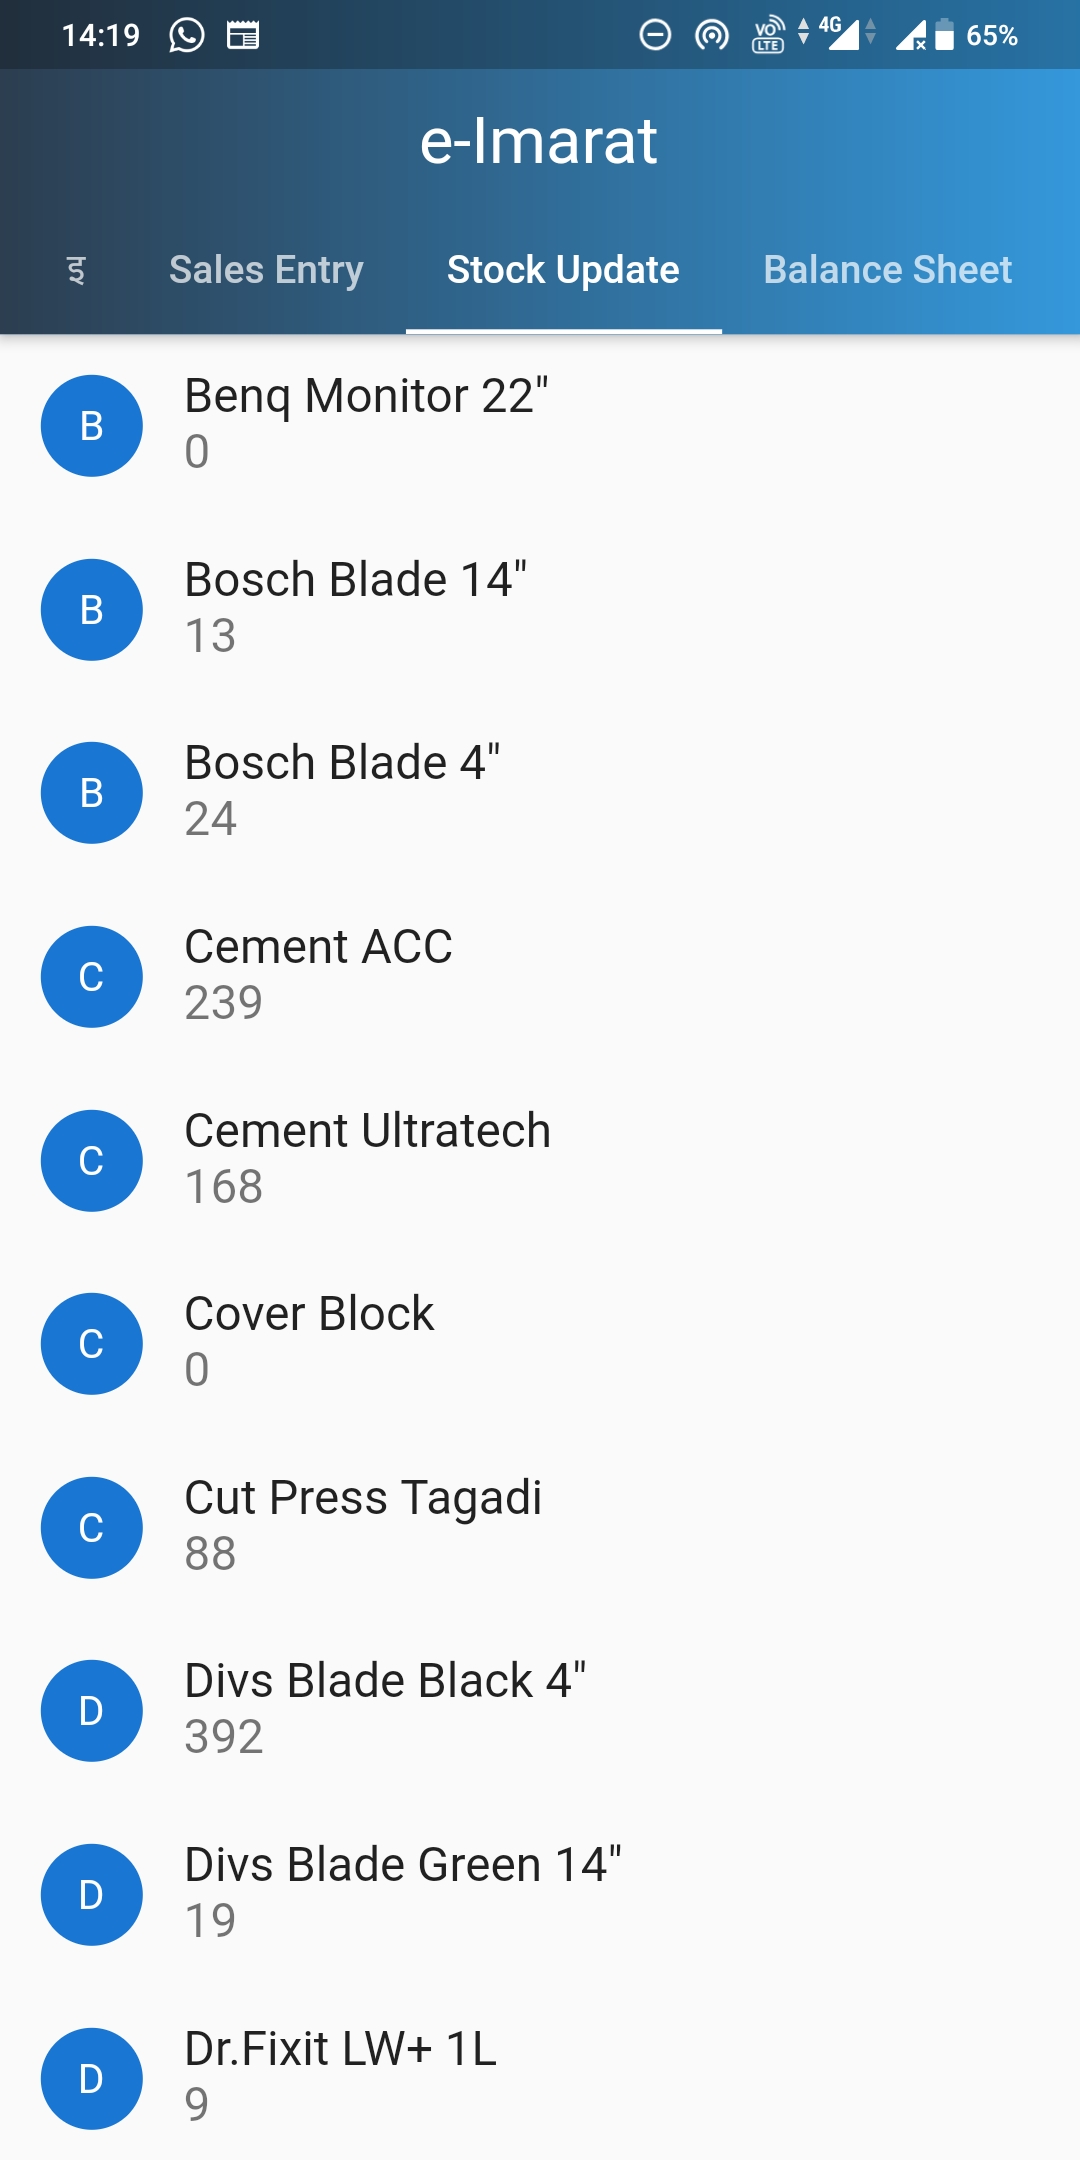 14:19 VO LTE 4G 65%
e-Imarat
इ Sales Entry Stock Update Balance Sheet
B Benq Monitor 22"
0
B Bosch Blade 14"
13
B Bosch Blade 4"
24
C Cement ACC
239
C Cement Ultratech
168
C Cover Block
0
C Cut Press Tagadi
88
D Divs Blade Black 4"
392
D Divs Blade Green 14"
19
D Dr.Fixit LW+ 1L
9